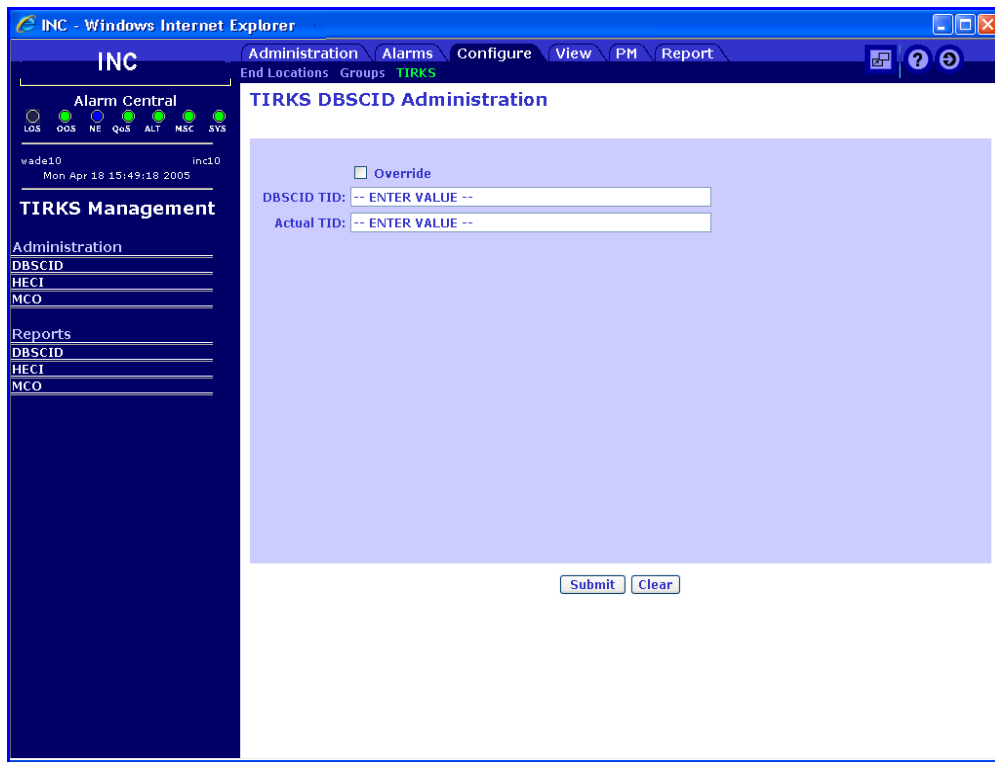 INC - Windows Internet Explorer
INC
Administration Alarms Configure View PM Report
End Locations Groups TIRKS
?
Alarm Central
LOS OOS NE QoS ALT MSC SYS
wade10 inc10
Mon Apr 18 15:49:18 2005
TIRKS Management
Administration
DBSCID
HECI
MCO
Reports
DBSCID
HECI
MCO
TIRKS DBSCID Administration
Override
DBSCID TID: -- ENTER VALUE --
Actual TID: -- ENTER VALUE --
Submit Clear